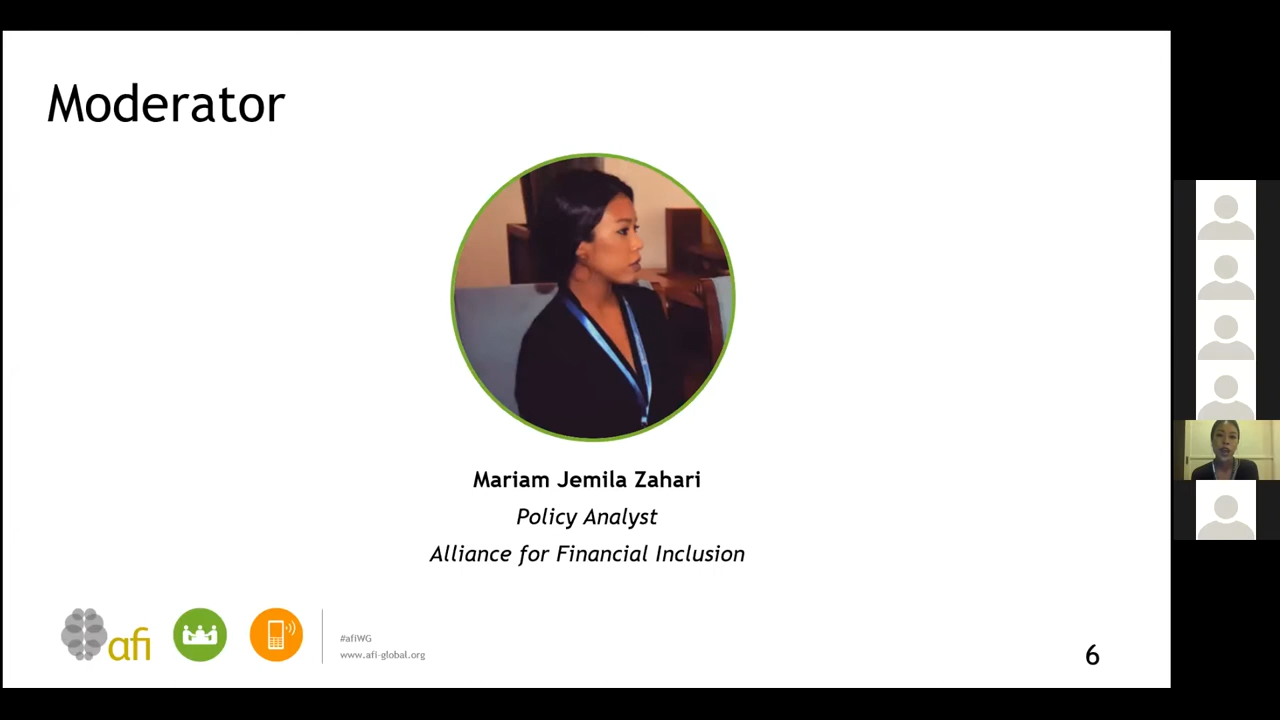 Moderator
Mariam Jemila Zahari
Policy Analyst
Alliance for Financial Inclusion
afi
#afiWG
www.afi-global.org
6